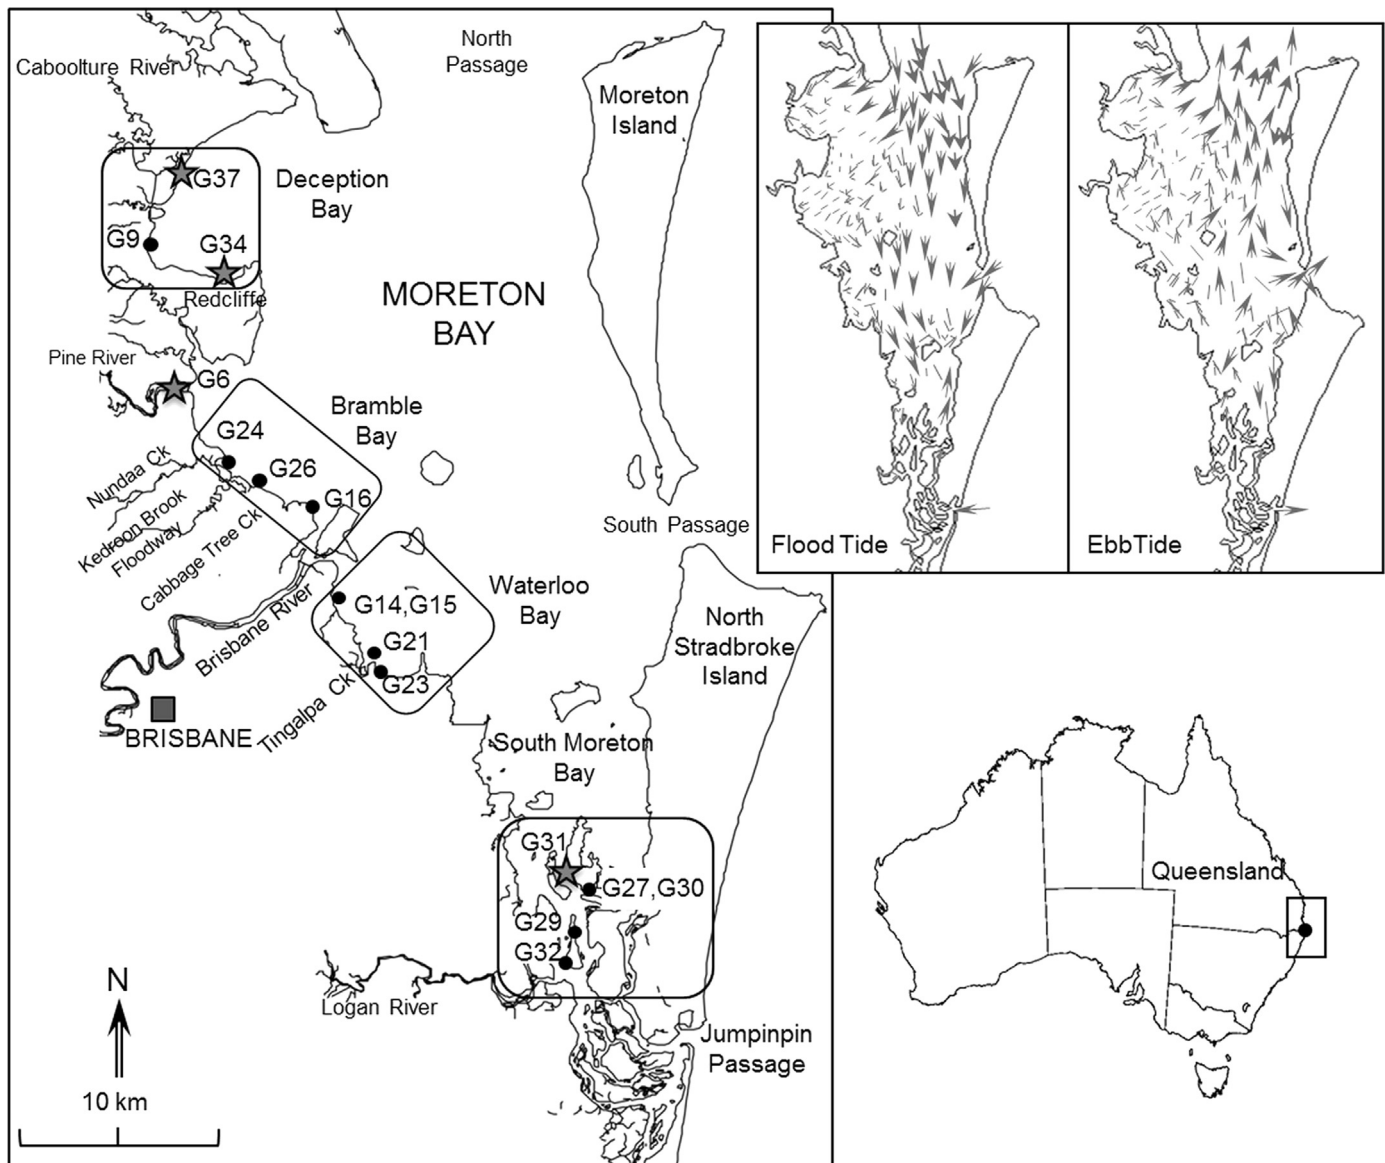 North
Passage
Caboolture River
Moreton
Island
G37
Deception
Bay
G9
G34
Redcliffe
MORETON
BAY
Pine River
G6
Bramble
Bay
G24
G26
G16
Nundaa Ck
Kedroon Brook
Floodway
Cabbage Tree Ck
South Passage
Brisbane River
G14,G15
Waterloo
Bay
G21
G23
Tingalpa Ck
BRISBANE
North
Stradbroke
Island
South Moreton
Bay
G31
G27,G30
G29
G32
Logan River
Jumpinpin
Passage
N
10 km
Flood Tide
EbbTide
Queensland